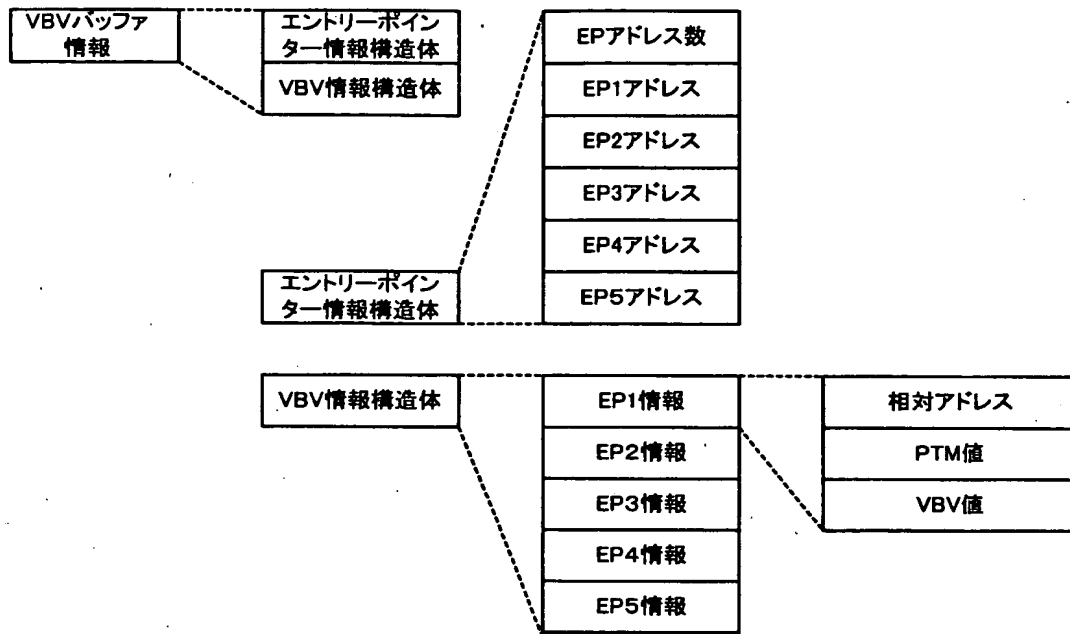 VBVバッファ
情報
エントリーポイン
ター情報構造体
VBV情報構造体
EPアドレス数
EP1アドレス
EP2アドレス
EP3アドレス
EP4アドレス
EP5アドレス
エントリーポイン
ター情報構造体
VBV情報構造体
EP1情報
EP2情報
EP3情報
EP4情報
EP5情報
相対アドレス
PTM値
VBV値